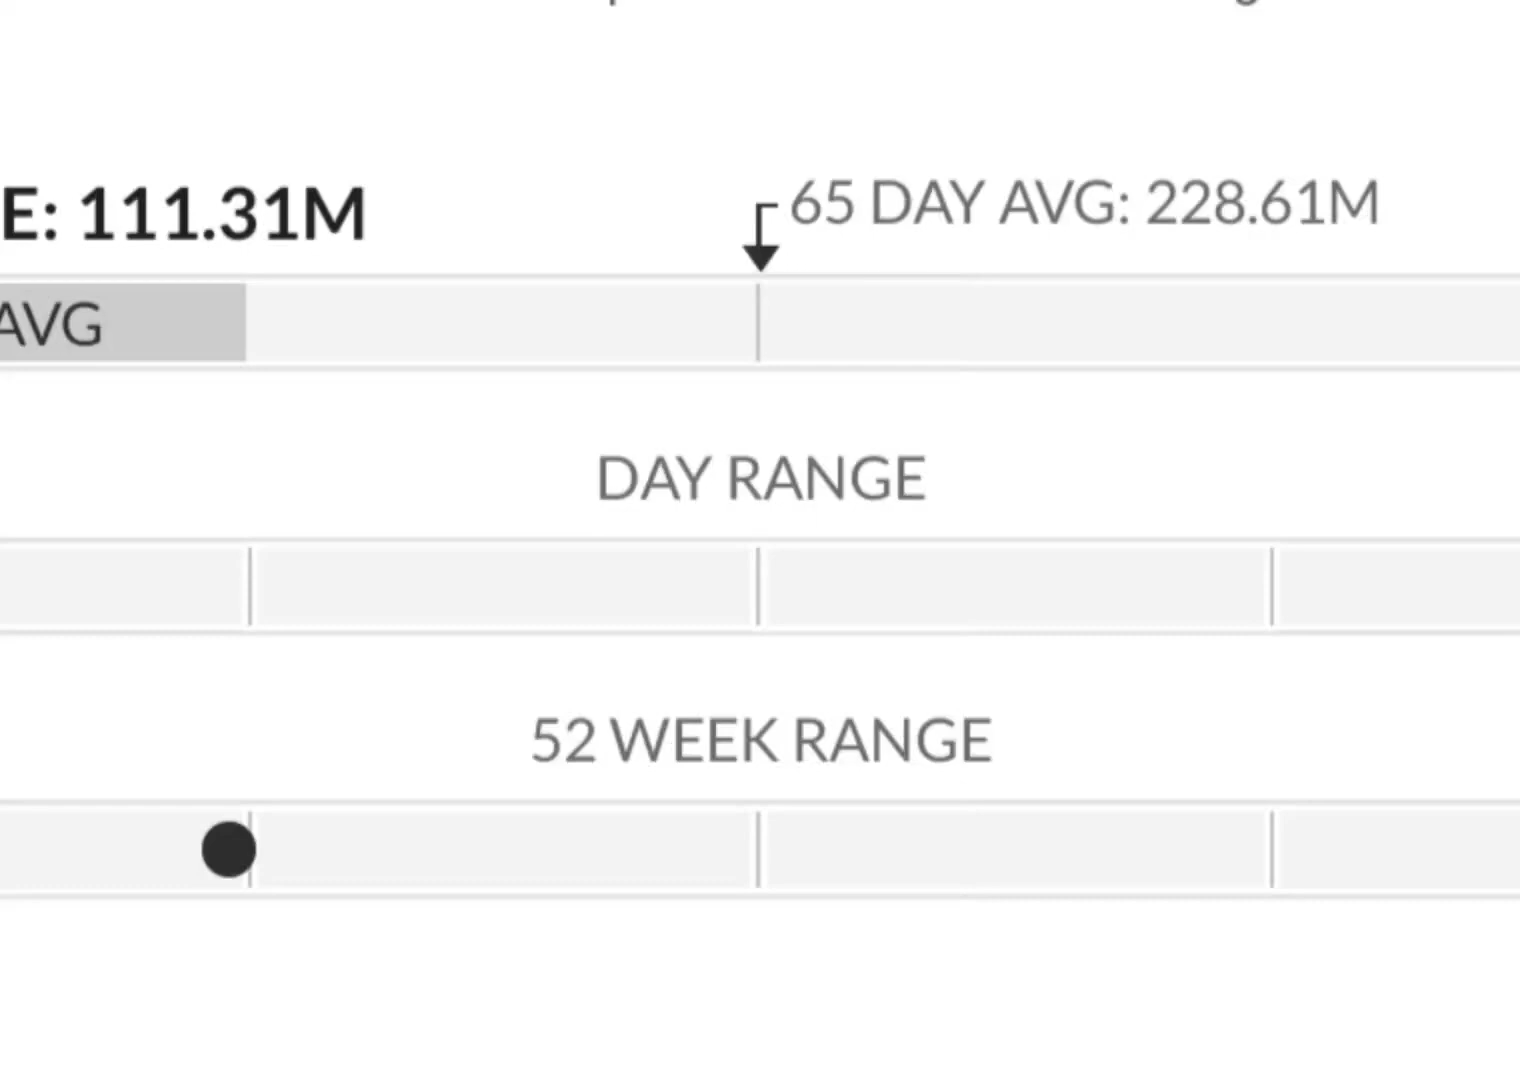 E: 111.31M
65 DAY AVG: 228.61M
AVG
DAY RANGE
52 WEEK RANGE